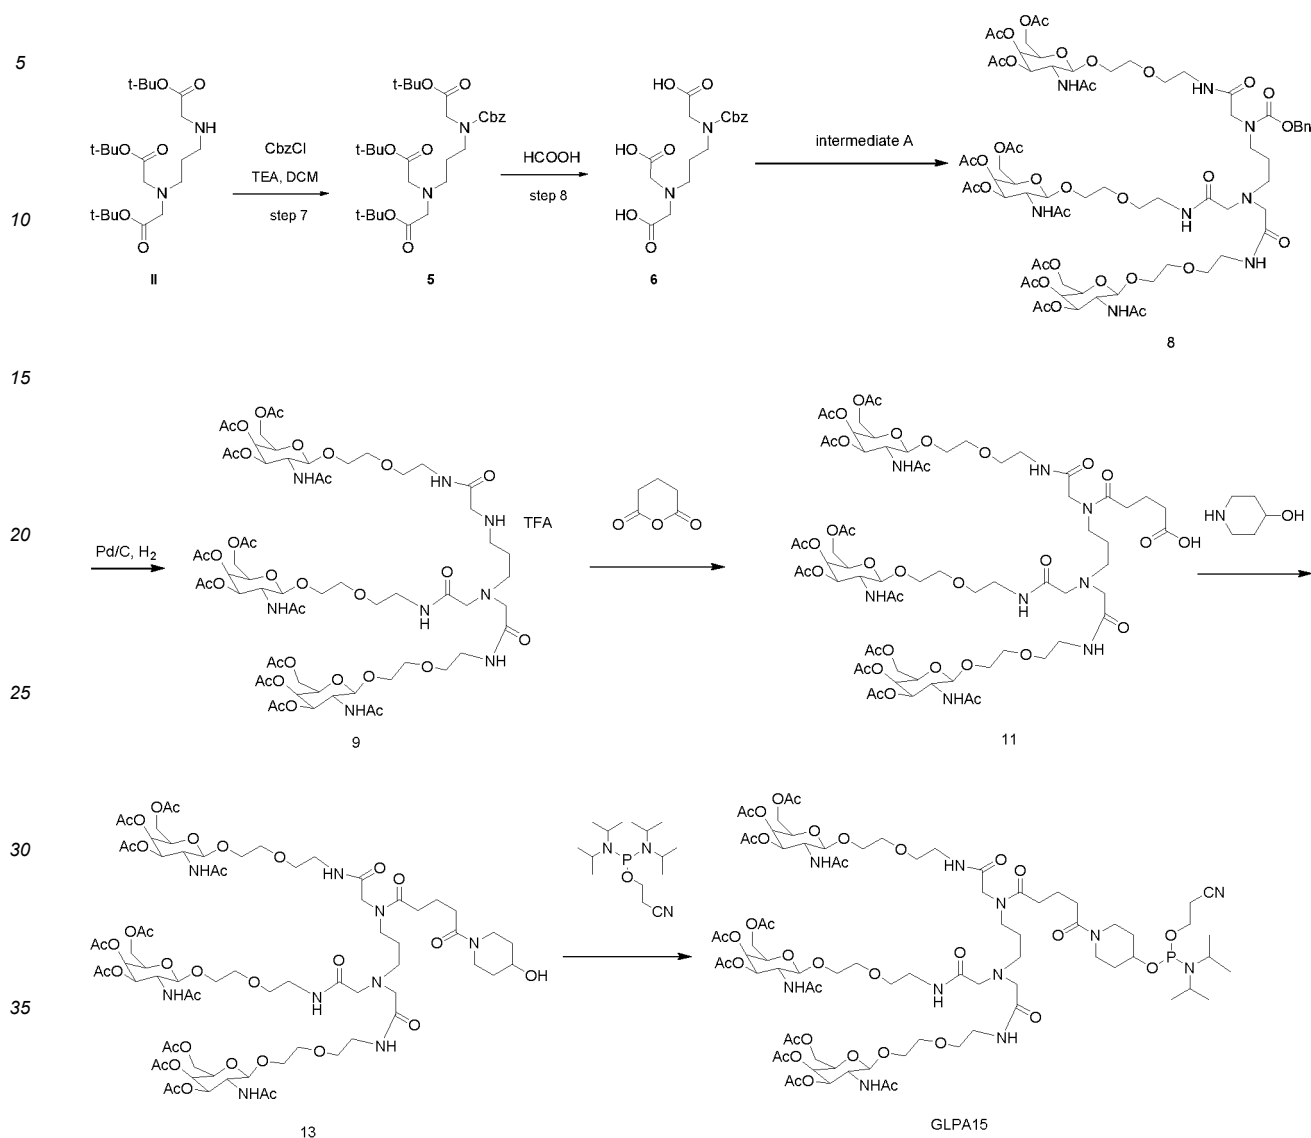 5
t-BuO O
NH
t-BuO O
N
t-BuO
O
II
CbzCl
TEA, DCM
step 7
t-BuO O
N Cbz
t-BuO O
N
t-BuO
O
5
HCOOH
step 8
HO O
N Cbz
HO O
N
HO
O
6
intermediate A
OAc
AcO
AcO O O O HN O O
NHAc N OBn
OAc
AcO
AcO O O O N H O N
NHAc O
AcO
AcO
AcO O O O NH
NHAc
8
10
15
Pd/C, H2
OAc
AcO
AcO O O O HN O
NHAc NH TFA
OAc
AcO
AcO O O O N H O N
NHAc O
AcO
AcO
AcO O O O NH
NHAc
9
O O O
OAc
AcO
AcO O O O HN O O
NHAc N O OH
OAc
AcO
AcO O O O N H O N
NHAc O
AcO
AcO
AcO O O O NH
NHAc
11
HN OH
20
25
OAc
AcO
AcO O O O HN O O
NHAc N O N OH
OAc
AcO
AcO O O O N H O N
NHAc O
AcO
AcO
AcO O O O NH
NHAc
13
N P N
O
CN
OAc
AcO
AcO O O O HN O O
NHAc N O N O P N
O CN
OAc
AcO
AcO O O O N H O N
NHAc O
AcO
AcO
AcO O O O NH
NHAc
GLPA15
30
35